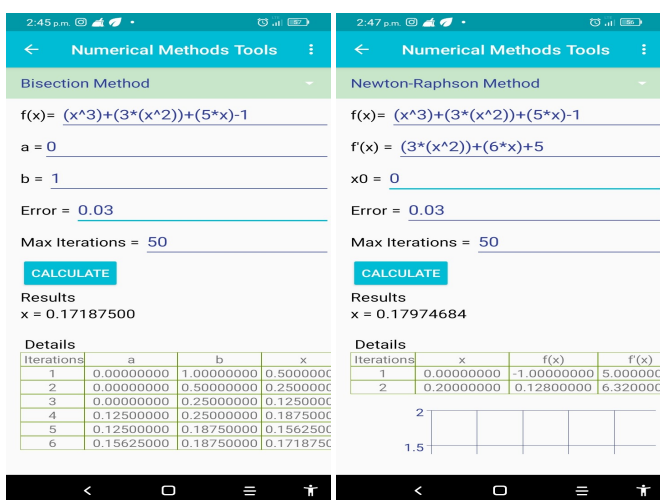 2:45 p.m.
57
Numerical Methods Tools
Bisection Method
f(x)= (x^3)+(3*(x^2))+(5*x)-1
a = 0
b = 1
Error = 0.03
Max Iterations = 50
CALCULATE
Results
x = 0.17187500
Details
Iterations a b x
1 0.00000000 1.00000000 0.5000000
2 0.00000000 0.50000000 0.2500000
3 0.00000000 0.25000000 0.1250000
4 0.12500000 0.25000000 0.1875000
5 0.12500000 0.18750000 0.1562500
6 0.15625000 0.18750000 0.1718750
2:47 p.m.
56
Numerical Methods Tools
Newton-Raphson Method
f(x)= (x^3)+(3*(x^2))+(5*x)-1
f'(x) = (3*(x^2))+(6*x)+5
x0 = 0
Error = 0.03
Max Iterations = 50
CALCULATE
Results
x = 0.17974684
Details
Iterations x f(x) f'(x)
1 0.00000000 -1.00000000 5.000000
2 0.20000000 0.12800000 6.320000
2
1.5